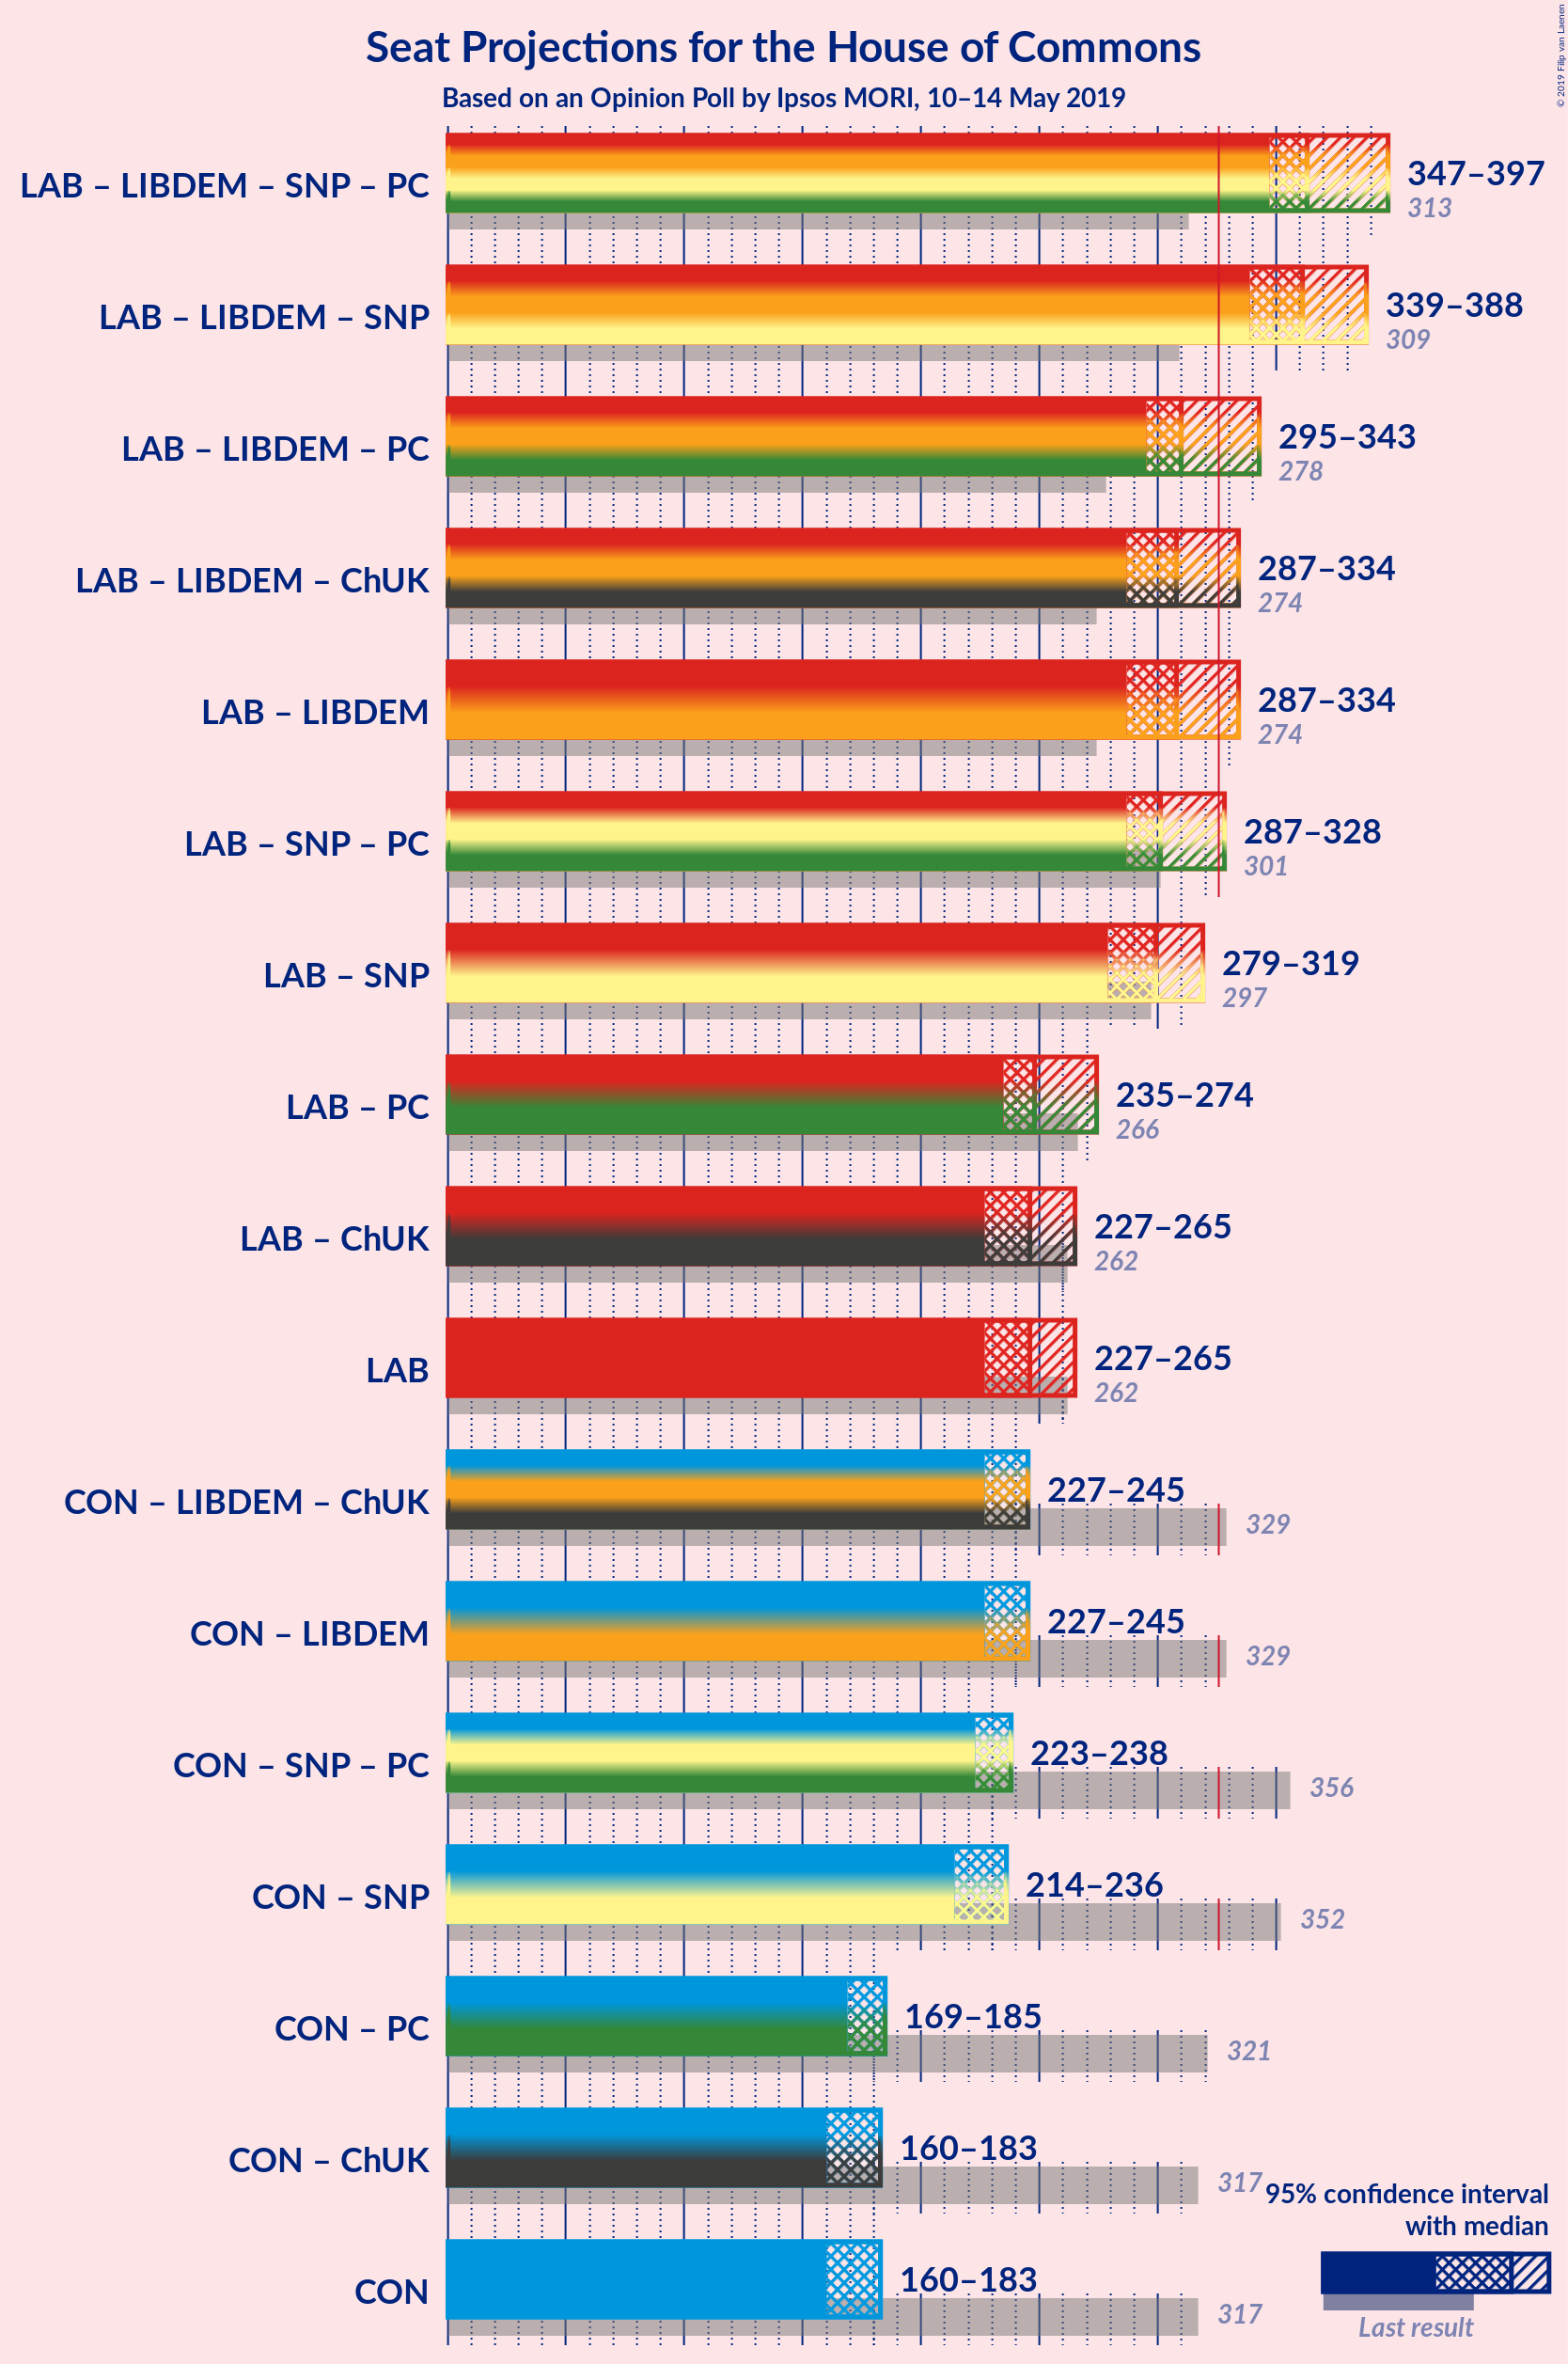 Seat Projections for the House of Commons
Based on an Opinion Poll by Ipsos MORI, 10–14 May 2019
© 2019 Filip van Laenen
LAB – LIBDEM – SNP – PC
347–397
313
LAB – LIBDEM – SNP
339–388
309
LAB – LIBDEM – PC
295–343
278
LAB – LIBDEM – ChUK
287–334
274
LAB – LIBDEM
287–334
274
LAB – SNP – PC
287–328
301
LAB – SNP
279–319
297
LAB – PC
235–274
266
LAB – ChUK
227–265
262
LAB
227–265
262
CON – LIBDEM – ChUK
227–245
329
CON – LIBDEM
227–245
329
CON – SNP – PC
223–238
356
CON – SNP
214–236
352
CON – PC
169–185
321
CON – ChUK
160–183
317
CON
160–183
317
95% confidence interval
with median
Last result